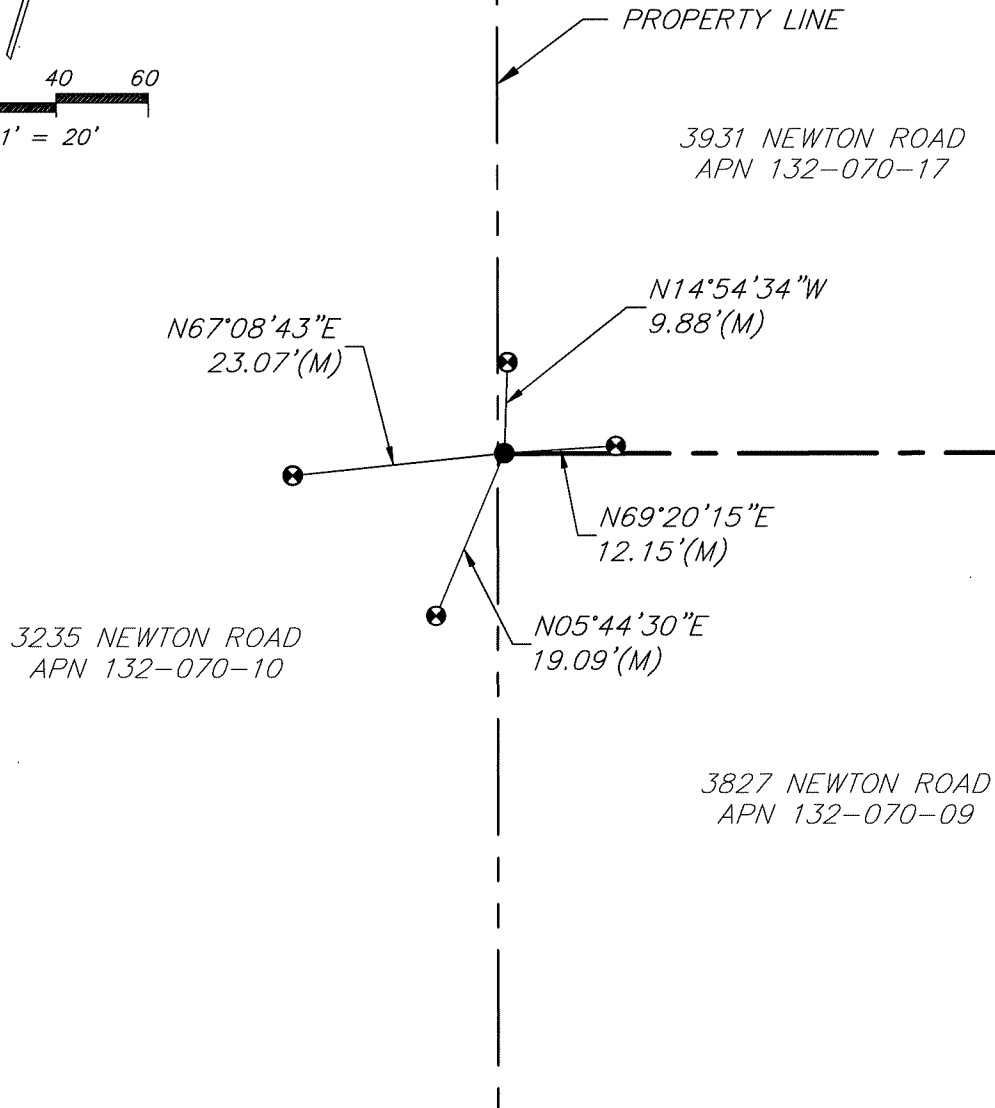 PROPERTY LINE
40 60
1' = 20'
3931 NEWTON ROAD
APN 132-070-17
N14°54'34"W
9.88'(M)
N67°08'43"E
23.07'(M)
N69°20'15"E
12.15'(M)
N05°44'30"E
19.09'(M)
3235 NEWTON ROAD
APN 132-070-10
3827 NEWTON ROAD
APN 132-070-09